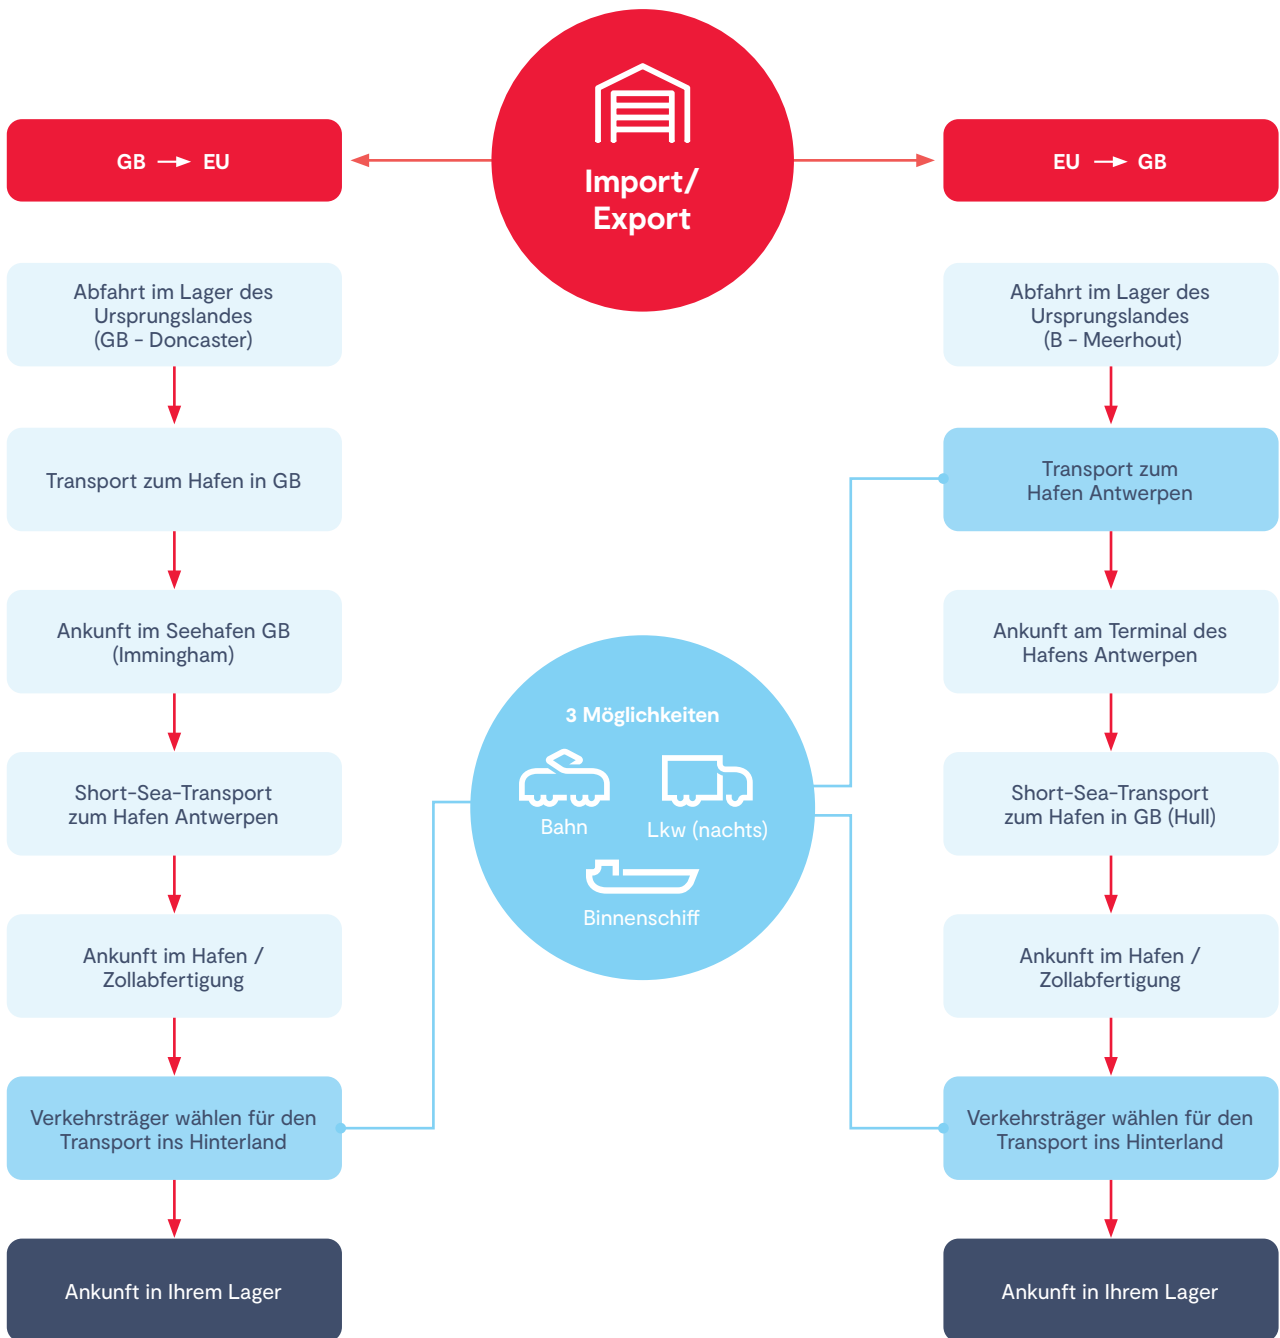 Import/
Export
GB → EU
Abfahrt im Lager des
Ursprungslandes
(GB - Doncaster)
Transport zum Hafen in GB
Ankunft im Seehafen GB
(Immingham)
Short-Sea-Transport
zum Hafen Antwerpen
Ankunft im Hafen /
Zollabfertigung
Verkehrsträger wählen für den
Transport ins Hinterland
Ankunft in Ihrem Lager
3 Möglichkeiten
Bahn
Lkw (nachts)
Binnenschiff
EU → GB
Abfahrt im Lager des
Ursprungslandes
(B - Meerhout)
Transport zum
Hafen Antwerpen
Ankunft am Terminal des
Hafens Antwerpen
Short-Sea-Transport
zum Hafen in GB (Hull)
Ankunft im Hafen /
Zollabfertigung
Verkehrsträger wählen für den
Transport ins Hinterland
Ankunft in Ihrem Lager